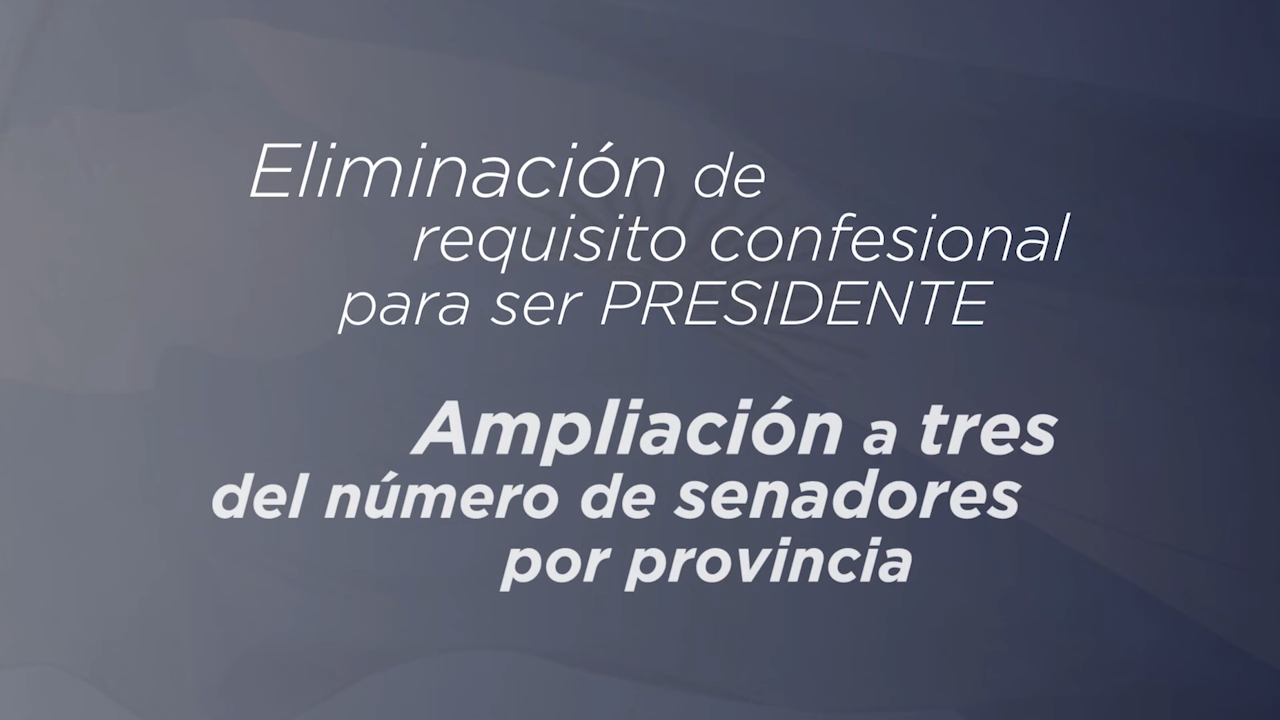 Eliminación de
requisito confesional
para ser PRESIDENTE
Ampliación a tres
del número de senadores
por provincia